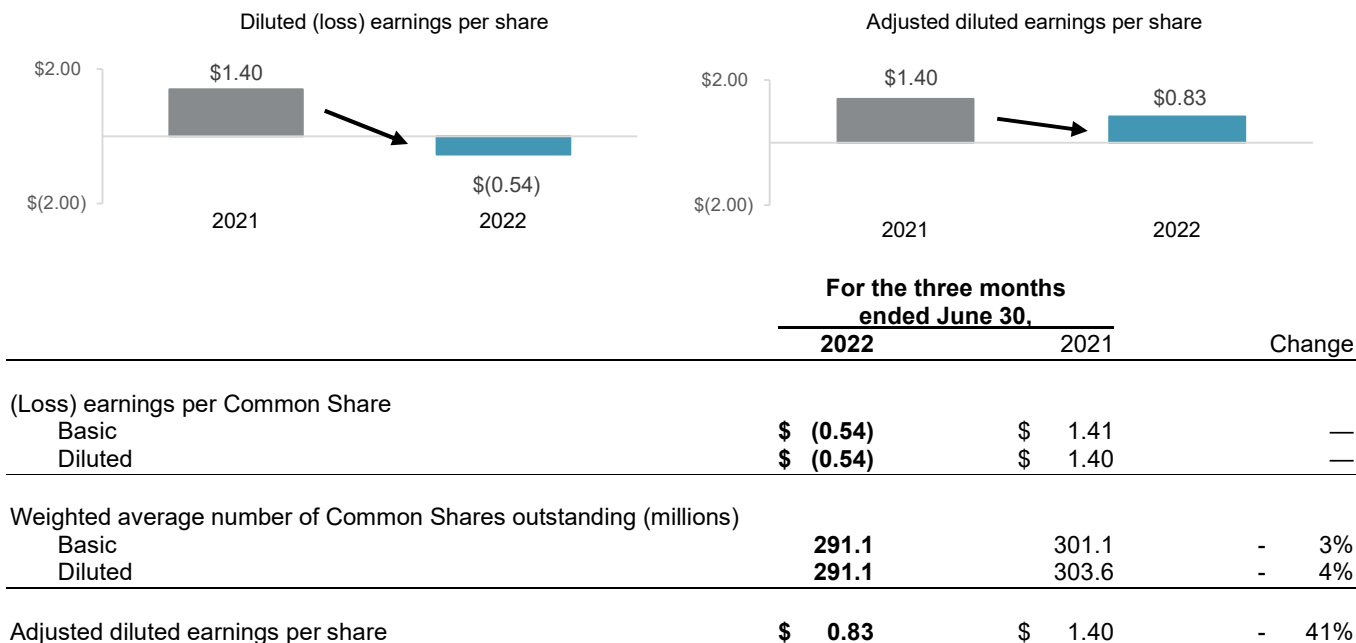 Diluted (loss) earnings per share
$2.00
$1.40
$(0.54)
$(2.00)
2021 2022
Adjusted diluted earnings per share
$2.00
$1.40
$0.83
$(2.00)
2021 2022
For the three months
ended June 30,
2022 2021 Change
(Loss) earnings per Common Share
Basic $ (0.54) $ 1.41 —
Diluted $ (0.54) $ 1.40 —
Weighted average number of Common Shares outstanding (millions)
Basic 291.1 301.1 - 3%
Diluted 291.1 303.6 - 4%
Adjusted diluted earnings per share $ 0.83 $ 1.40 - 41%